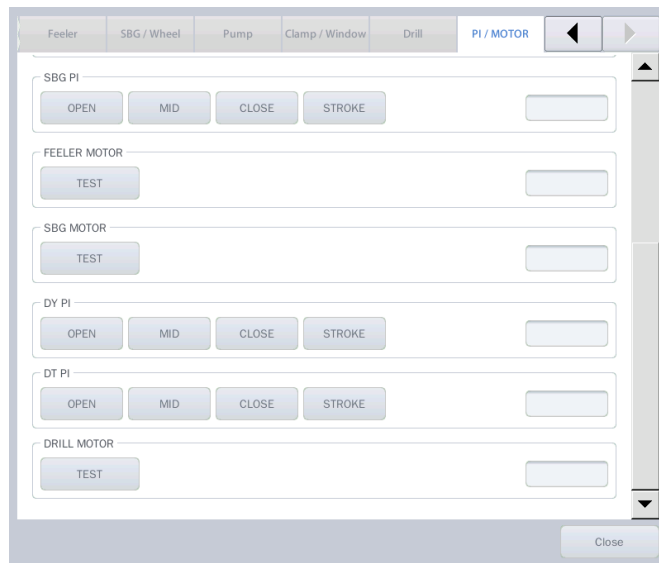 Feeler SBG / Wheel Pump Clamp / Window Drill PI / MOTOR
SBG PI
OPEN MID CLOSE STROKE
FEELER MOTOR
TEST
SBG MOTOR
TEST
DY PI
OPEN MID CLOSE STROKE
DT PI
OPEN MID CLOSE STROKE
DRILL MOTOR
TEST
Close